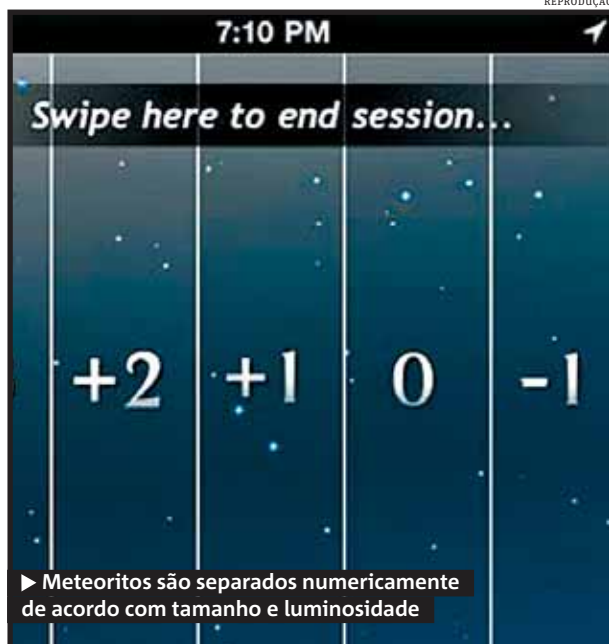 REPRODUÇÃO
7:10 PM
Swipe here to end session...
+2 +1 0 -1
▶ Meteoritos são separados numericamente
de acordo com tamanho e luminosidade